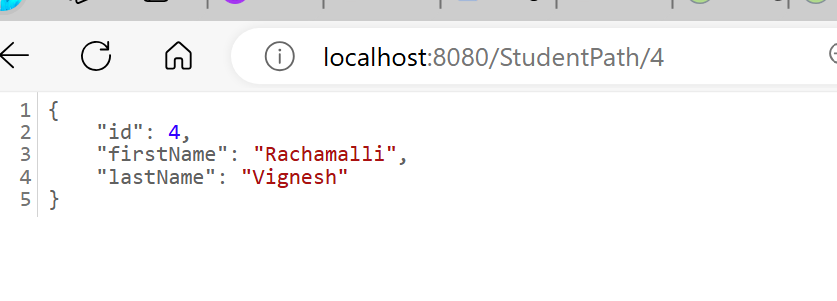 localhost:8080/StudentPath/4
1 {
2     "id": 4,
3     "firstName": "Rachamalli",
4     "lastName": "Vignesh"
5 }